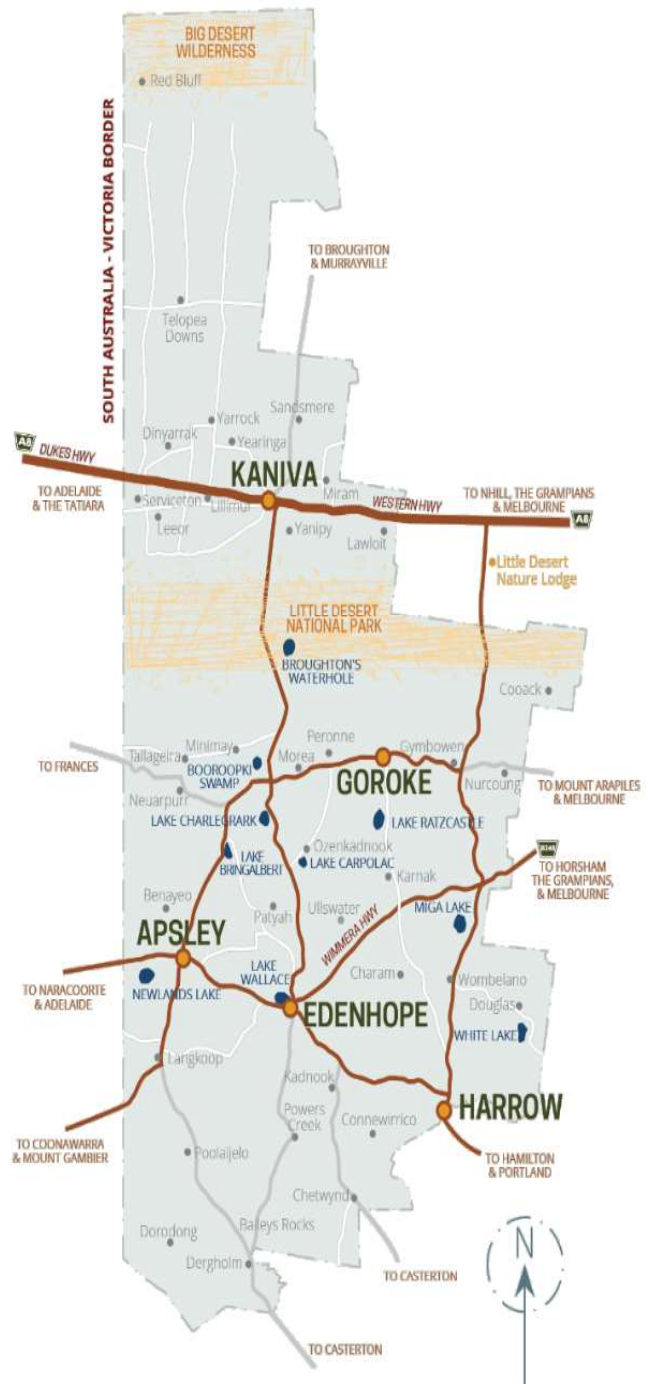 BIG DESERT
WILDERNESS
Red Bluff
SOUTH AUSTRALIA - VICTORIA BORDER
TO BROUGHTON
& MURRAYVILLE
Telopea
Downs
Sandsmere
Yarrock
Dinyarrak
Yearinga
A8
DUKES HWY
KANIVA
TO ADELAIDE
& THE TATIARA
Serviceton
Lillimur
Miram
WESTERN HWY
TO NHILL, THE GRAMPIANS
& MELBOURNE
A8
Leeor
Yanipy
Lawloit
Little Desert
Nature Lodge
LITTLE DESERT
NATIONAL PARK
BROUGHTON'S
WATERHOLE
Cooack
Minimay
Peronne
Gymbowen
TO FRANCES
Tallageira
BOOROOPKI
SWAMP
Morea
GOROKE
Nurcoung
TO MOUNT ARAPILES
& MELBOURNE
Neuarpurr
LAKE CHARLEGRARK
LAKE RATZCASTLE
LAKE
BRINGALBERT
Ozenkadnook
LAKE CARPOLAC
Karnak
TO HORSHAM
THE GRAMPIANS,
& MELBOURNE
Benayeo
Patyah
Ullswater
WIMMERA HWY
MIGA LAKE
APSLEY
LAKE
WALLACE
Charam
Wombelano
TO NARACOORTE
& ADELAIDE
NEWLANDS LAKE
EDENHOPE
Douglas
WHITE LAKE
Langkoop
Kadnook
HARROW
Powers
Creek
Connewirrico
TO COONAWARRA
& MOUNT GAMBIER
Poolaijelo
TO HAMILTON
& PORTLAND
Chetwynd
Dorodong
Baileys Rocks
Dergholm
TO CASTERTON
TO CASTERTON
N